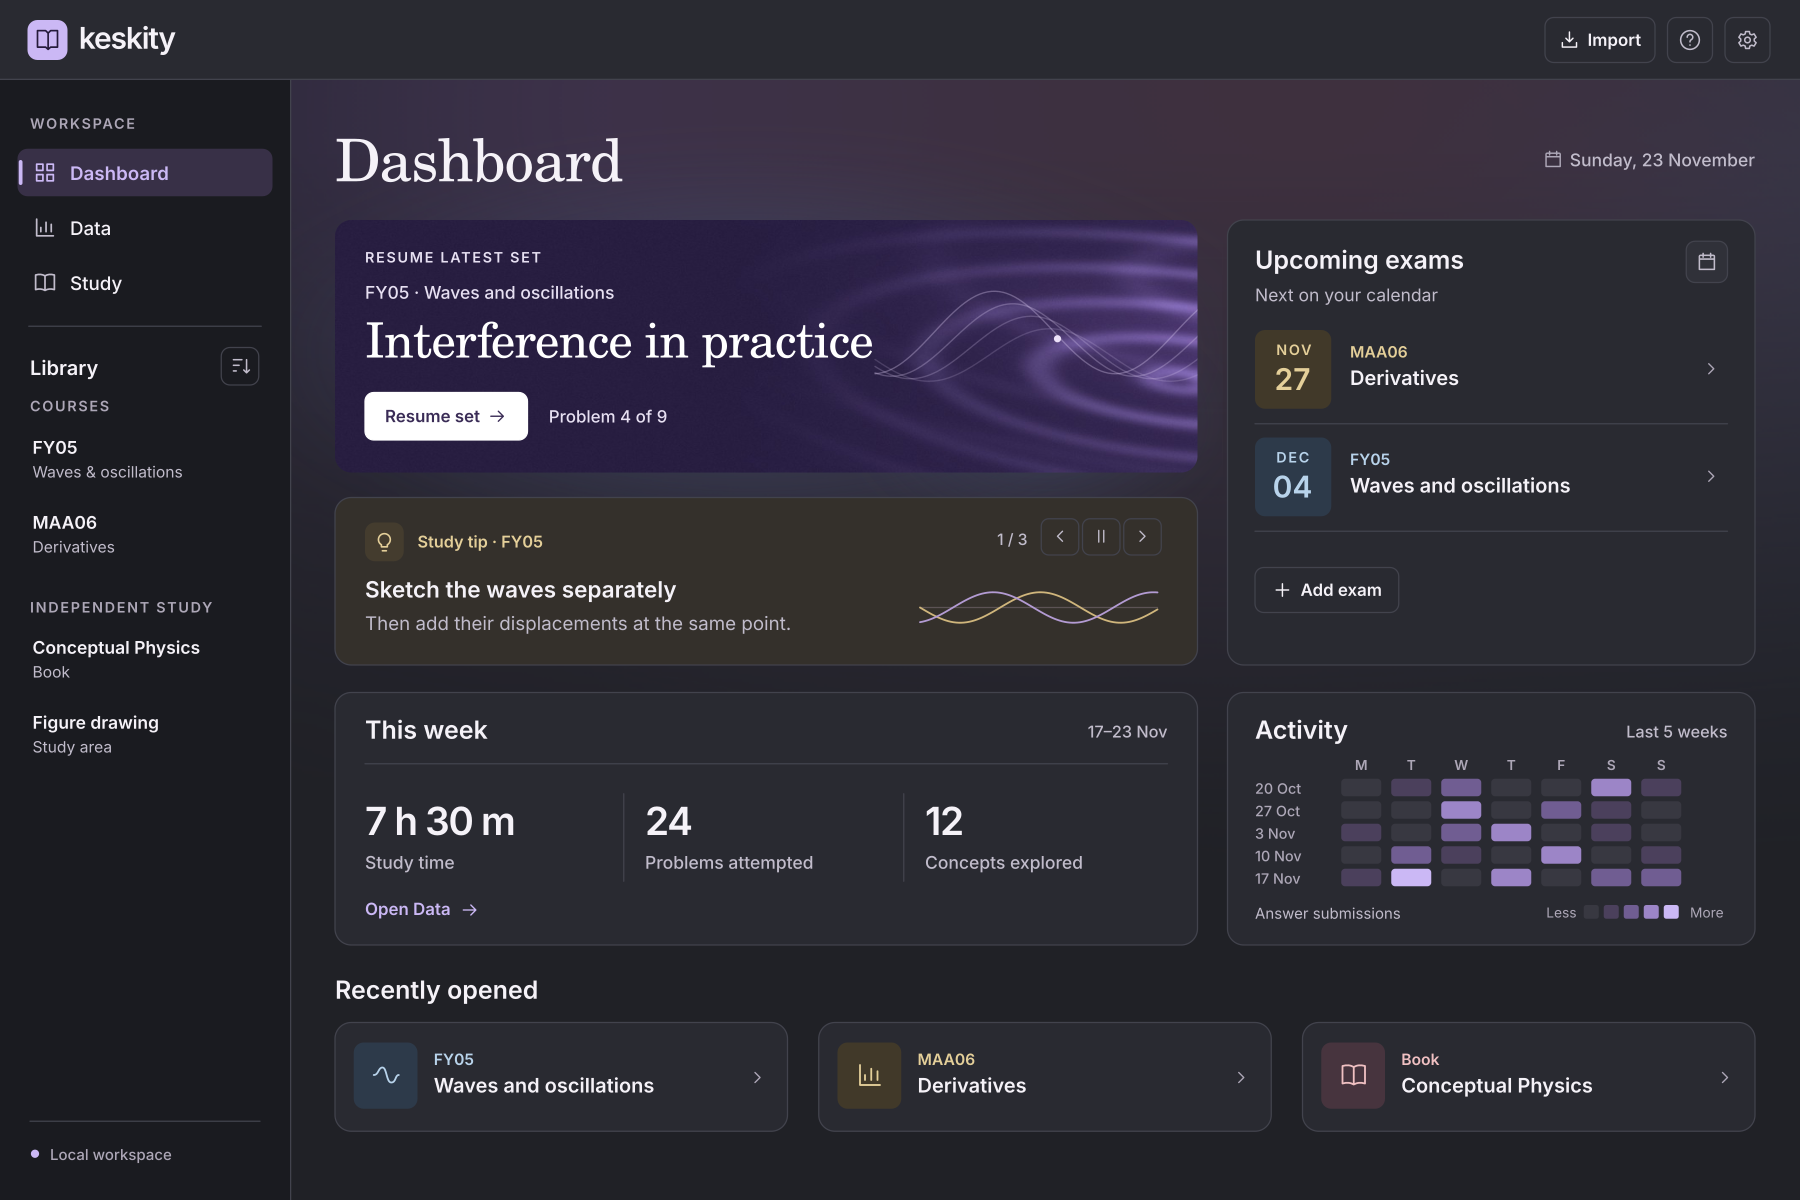 keskity
Import
WORKSPACE
Dashboard
Data
Study
Library
COURSES
FY05
Waves & oscillations
MAA06
Derivatives
INDEPENDENT STUDY
Conceptual Physics
Book
Figure drawing
Study area
Local workspace
Dashboard
Sunday, 23 November
RESUME LATEST SET
FY05 · Waves and oscillations
Interference in practice
Resume set
Problem 4 of 9
Upcoming exams
Next on your calendar
NOV
27
MAA06
Derivatives
DEC
04
FY05
Waves and oscillations
Add exam
Study tip · FY05
1 / 3
Sketch the waves separately
Then add their displacements at the same point.
This week
17–23 Nov
7 h 30 m
Study time
24
Problems attempted
12
Concepts explored
Open Data
Activity
Last 5 weeks
M T W T F S S
20 Oct
27 Oct
3 Nov
10 Nov
17 Nov
Answer submissions
Less
More
Recently opened
FY05
Waves and oscillations
MAA06
Derivatives
Book
Conceptual Physics